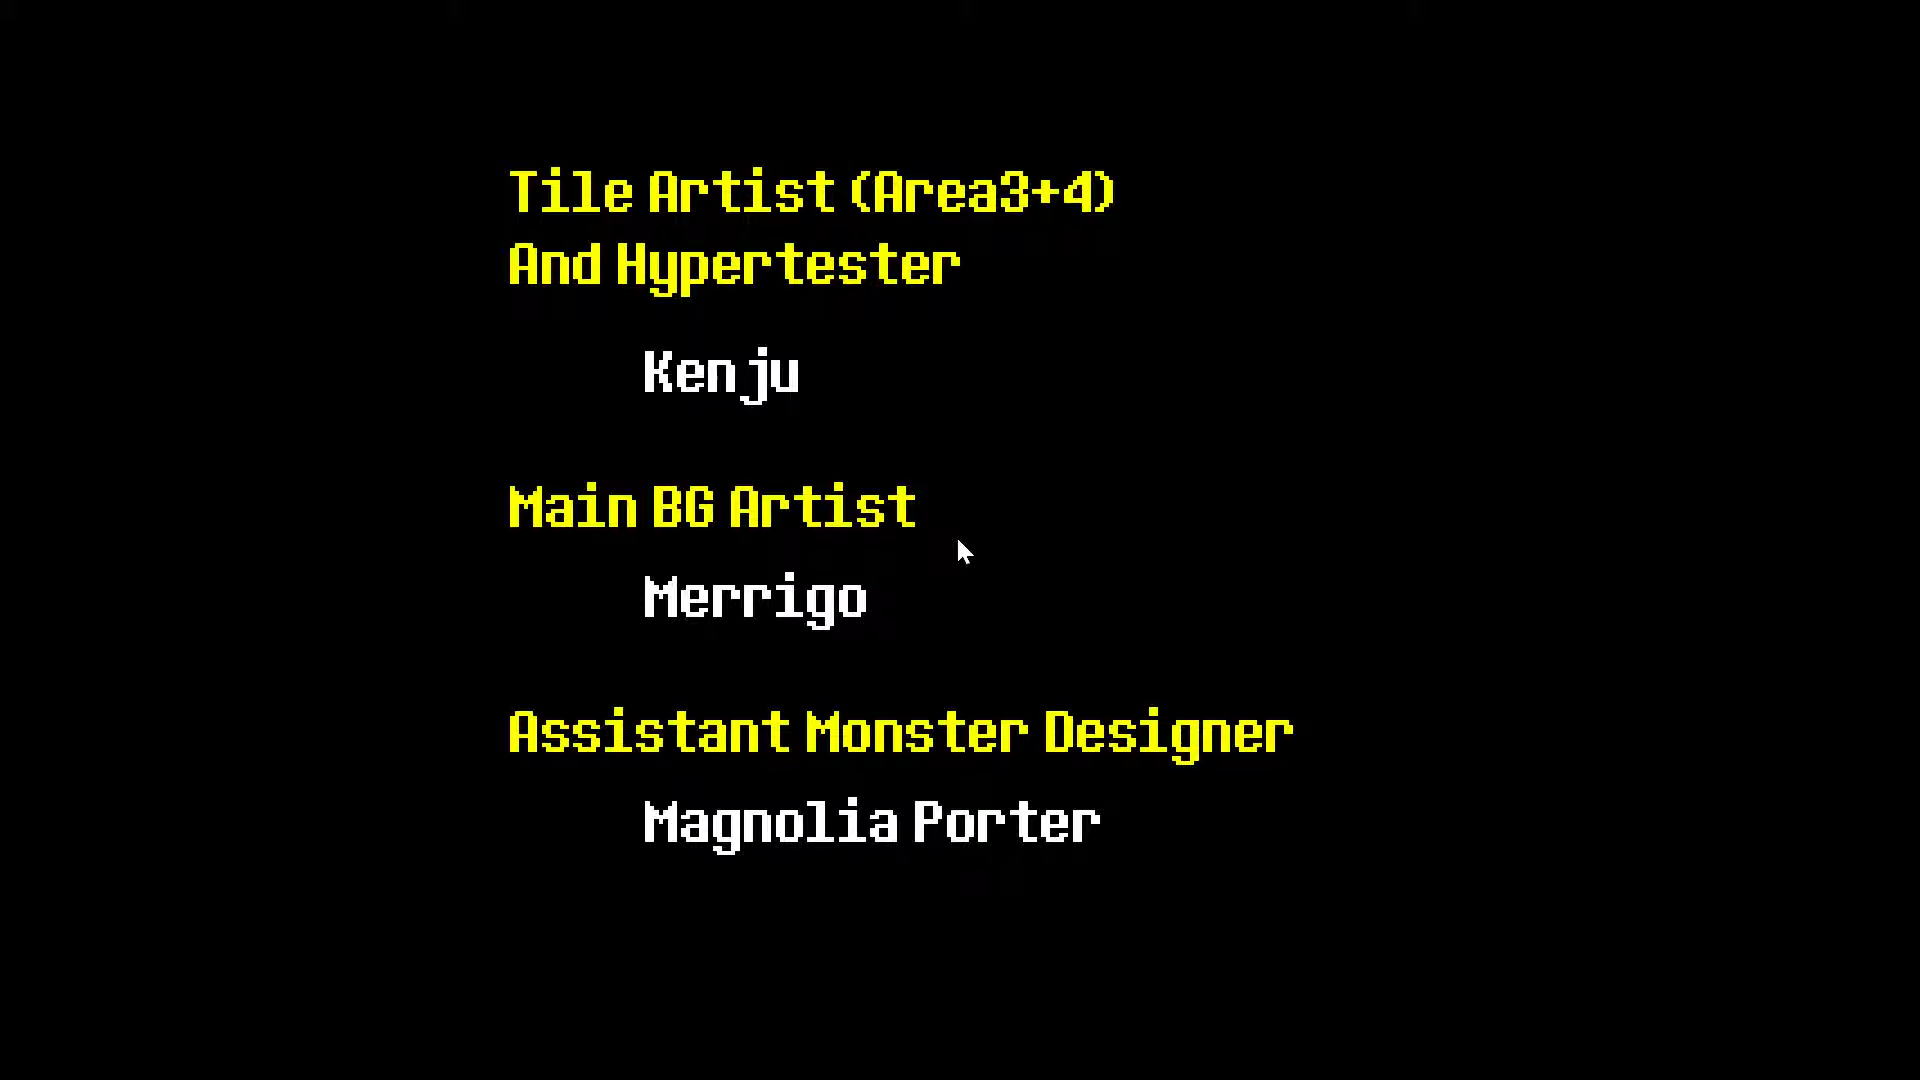 Tile Artist (Area3+4)
And Hypertester
Kenju
Main BG Artist
Merrigo
Assistant Monster Designer
Magnolia Porter